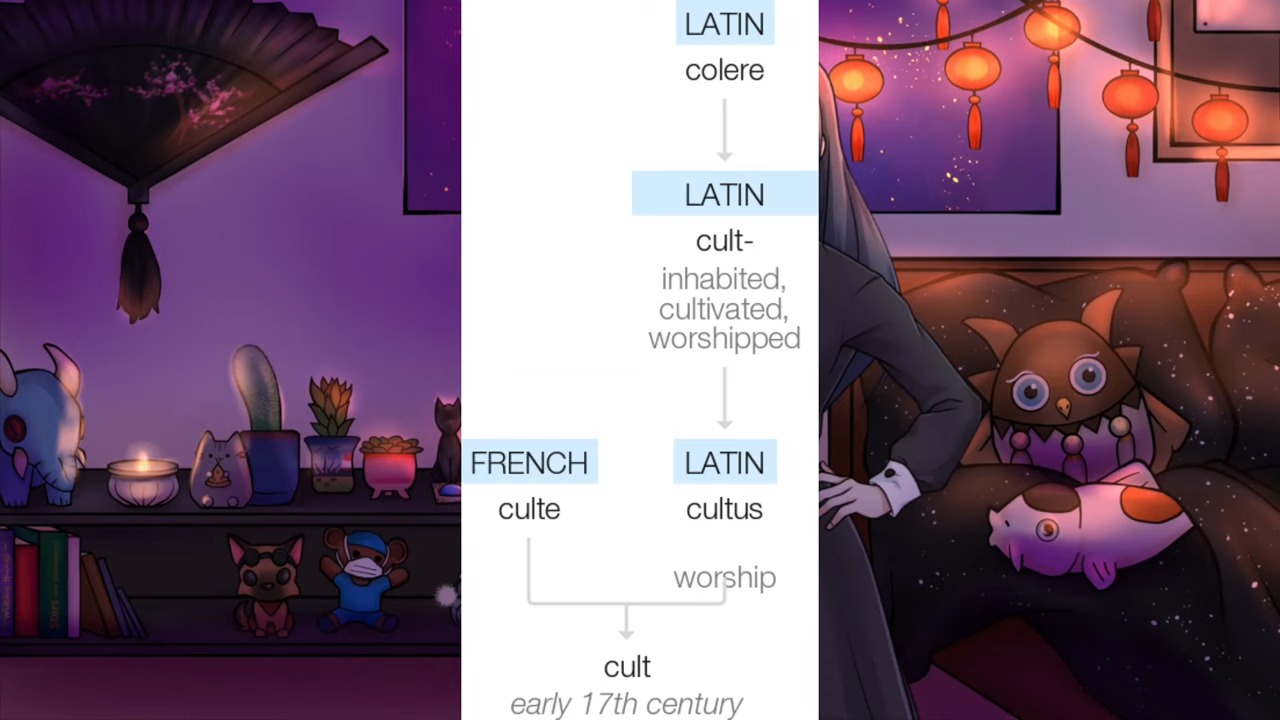 LATIN
colere
LATIN
cult-
inhabited,
cultivated,
worshipped
FRENCH
LATIN
culte
cultus
worship
cult
early 17th century